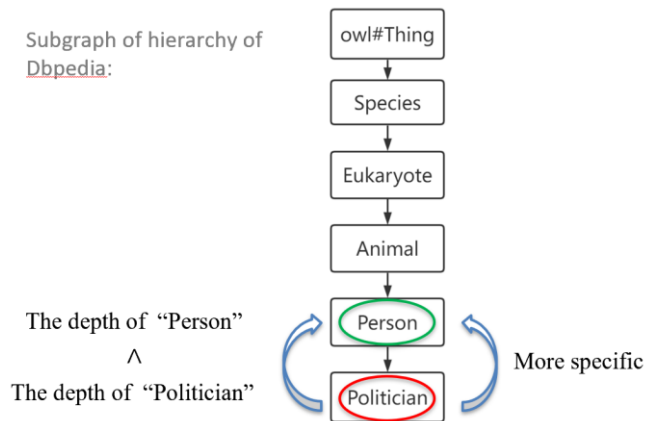 Subgraph of hierarchy of
Dbpedia:
owl#Thing
Species
Eukaryote
Animal
Person
Politician
The depth of “Person”
^
The depth of “Politician”
More specific